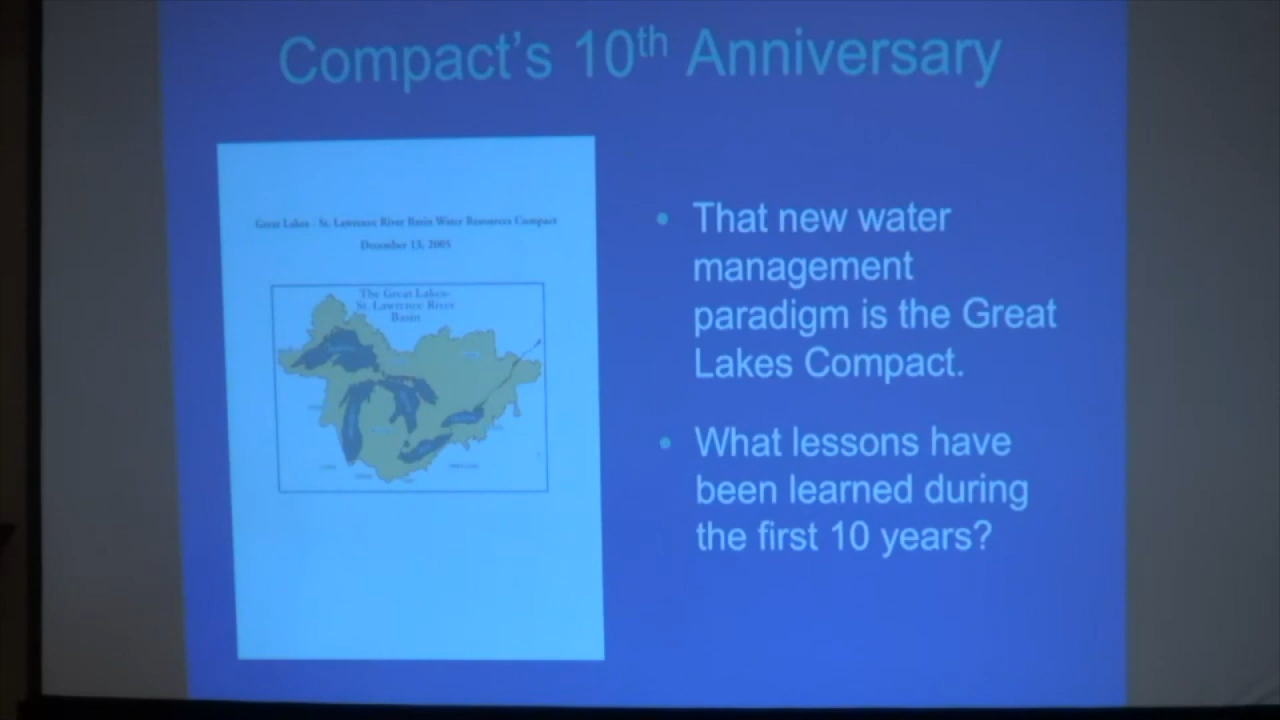 Compact's 10th Anniversary
Great Lakes - St. Lawrence River Basin Water Resources Compact
December 13, 2005
The Great Lakes-
St. Lawrence River
Basin
• That new water
management
paradigm is the Great
Lakes Compact.
• What lessons have
been learned during
the first 10 years?